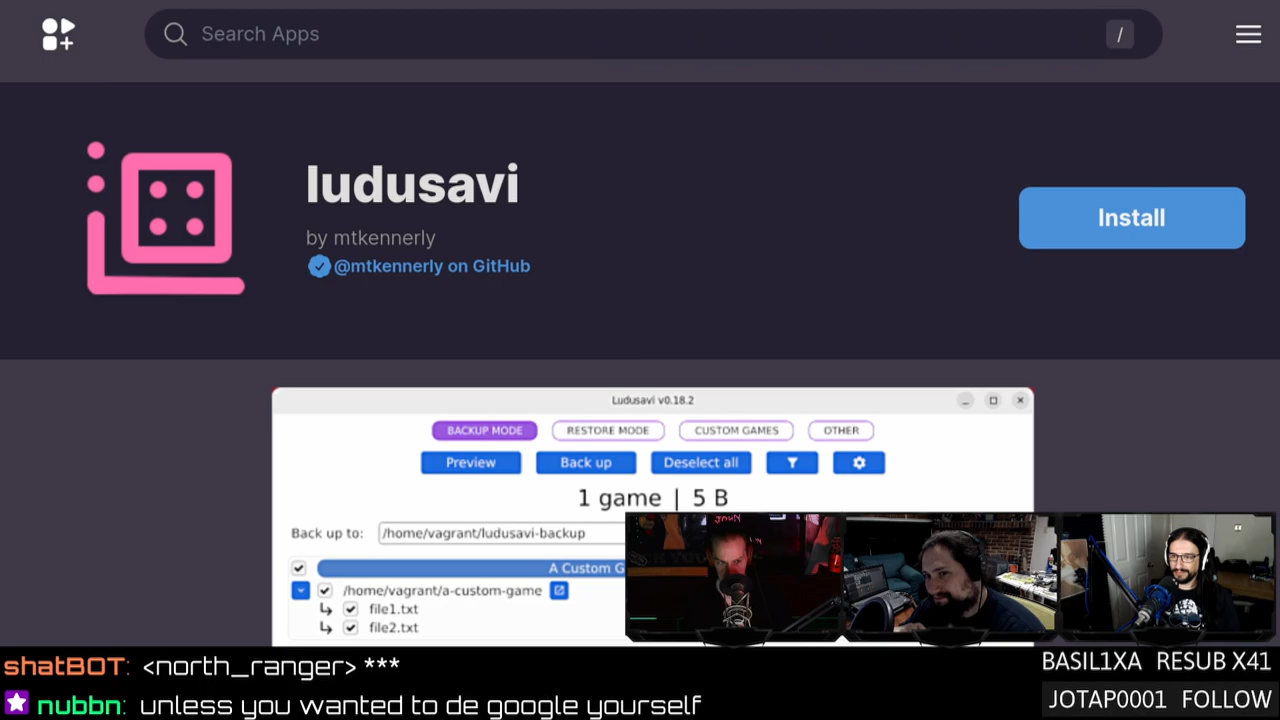 Search Apps
/
ludusavi
by mtkennerly
@mtkennerly on GitHub
Install
Ludusavi v0.18.2
BACKUP MODE
RESTORE MODE
CUSTOM GAMES
OTHER
Preview
Back up
Deselect all
1 game | 5 B
Back up to:
/home/vagrant/ludusavi-backup
A Custom G
/home/vagrant/a-custom-game
file1.txt
file2.txt
shatBOT: <north_ranger> ***
nubbn: unless you wanted to de google yourself
BASIL1XA RESUB X41
JOTAP0001 FOLLOW